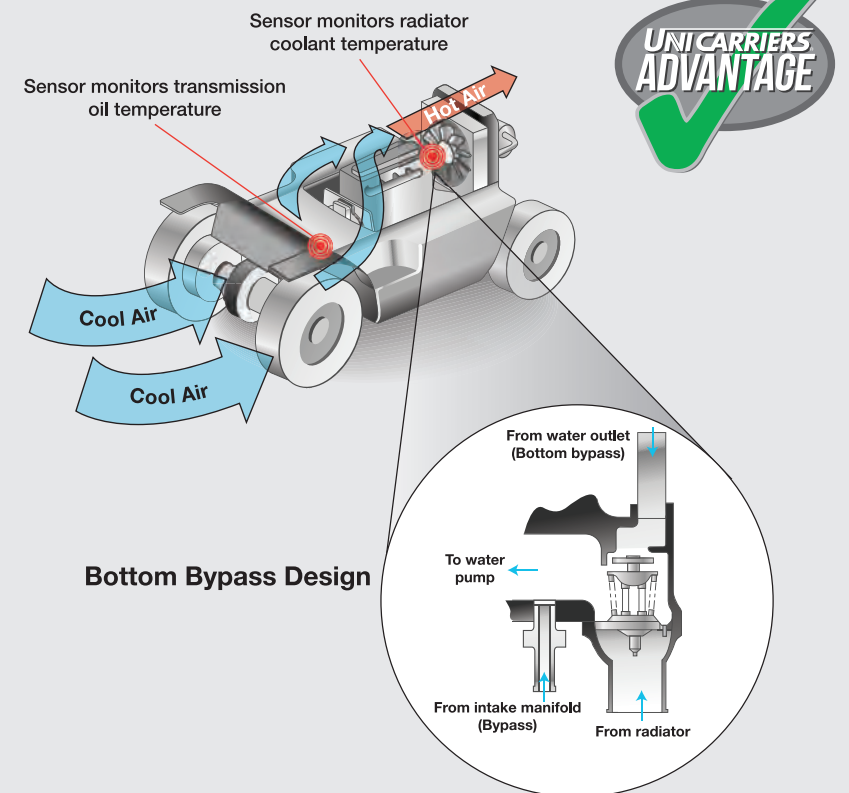 Sensor monitors radiator
coolant temperature
UNICARRIERS
ADVANTAGE
Sensor monitors transmission
oil temperature
Hot Air
Cool Air
Cool Air
From water outlet
(Bottom bypass)
To water
pump
Bottom Bypass Design
From intake manifold
(Bypass)
From radiator